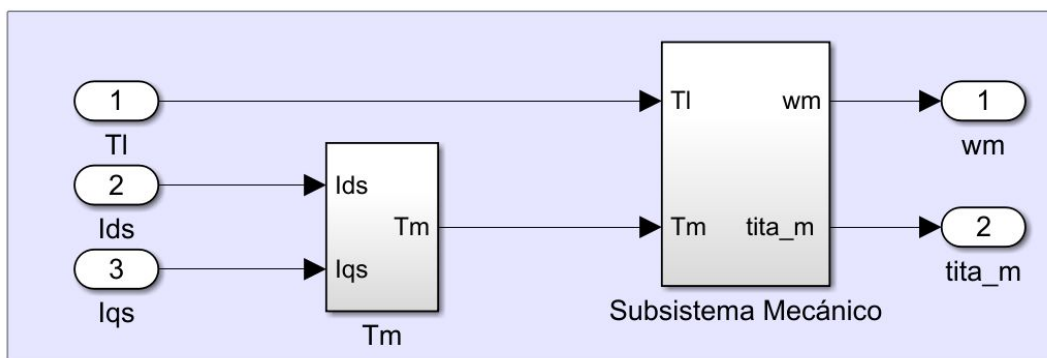 1
Tl
2
Ids
3
Iqs
Ids
Iqs
Tm
Tm
Tl
Tm
wm
tita_m
Subsistema Mecánico
1
wm
2
tita_m